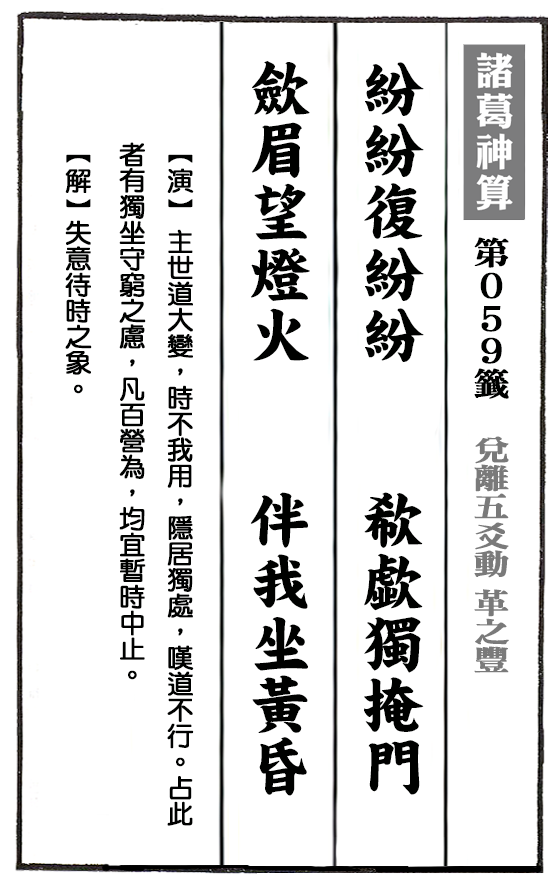 諸葛神算 第059籤 兌離五爻動 革之豐
紛紛復紛紛 欷歔獨掩門
歛眉望燈火 伴我坐黃昏
【演】 主世道大變，時不我用，隱居獨處，嘆道不行。占此
者有獨坐守窮之慮，凡百營為，均宜暫時中止。
【解】失意待時之象。